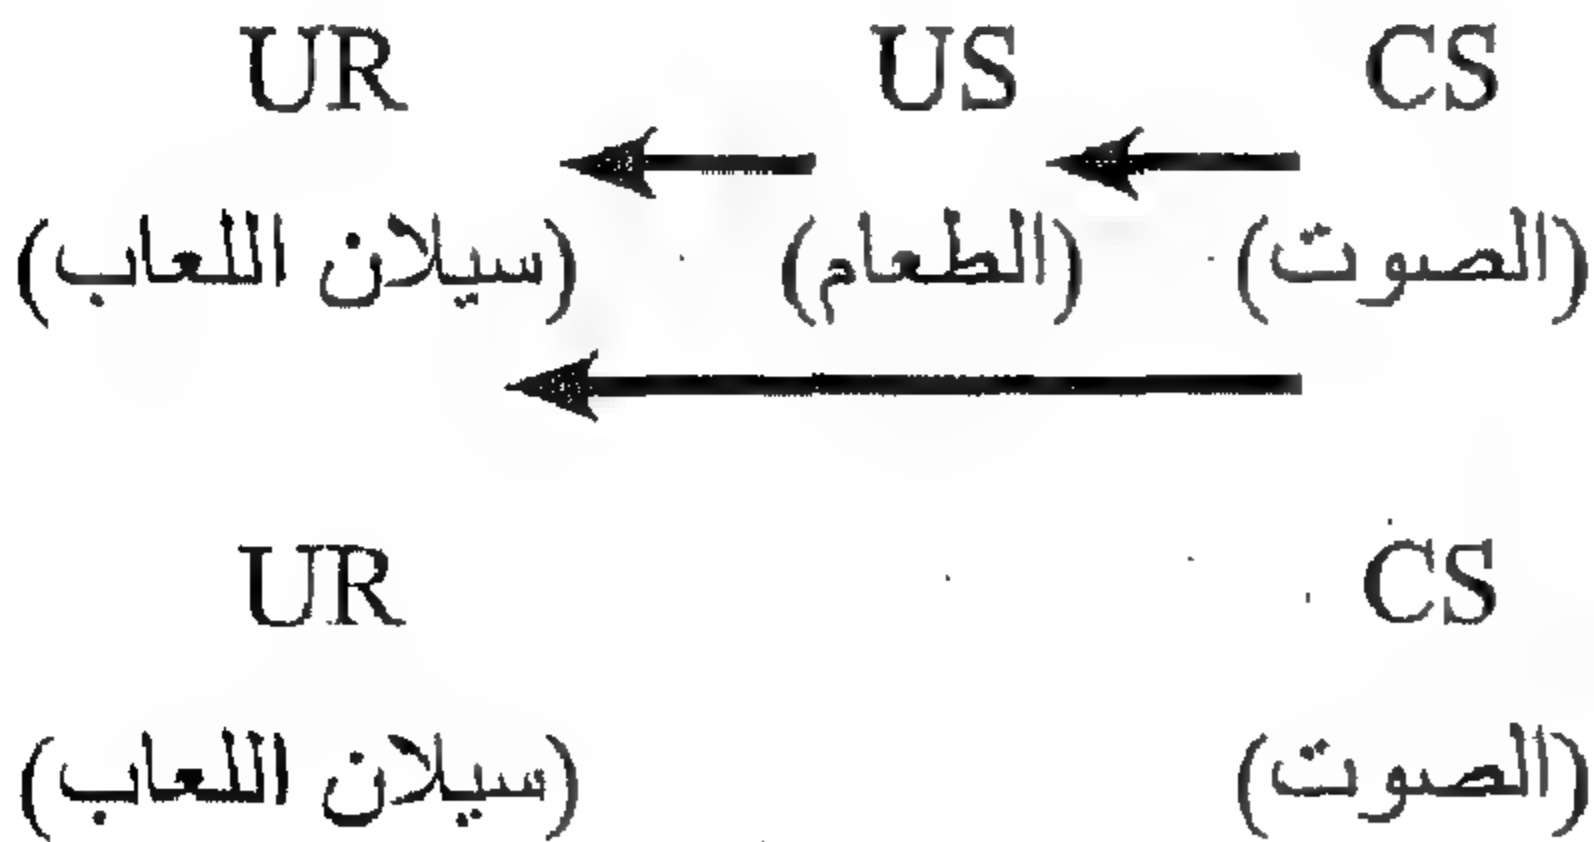 CS US UR
(الصوت) (الطعام) (سيلان اللعاب)
CS UR
(الصوت) (سيلان اللعاب)